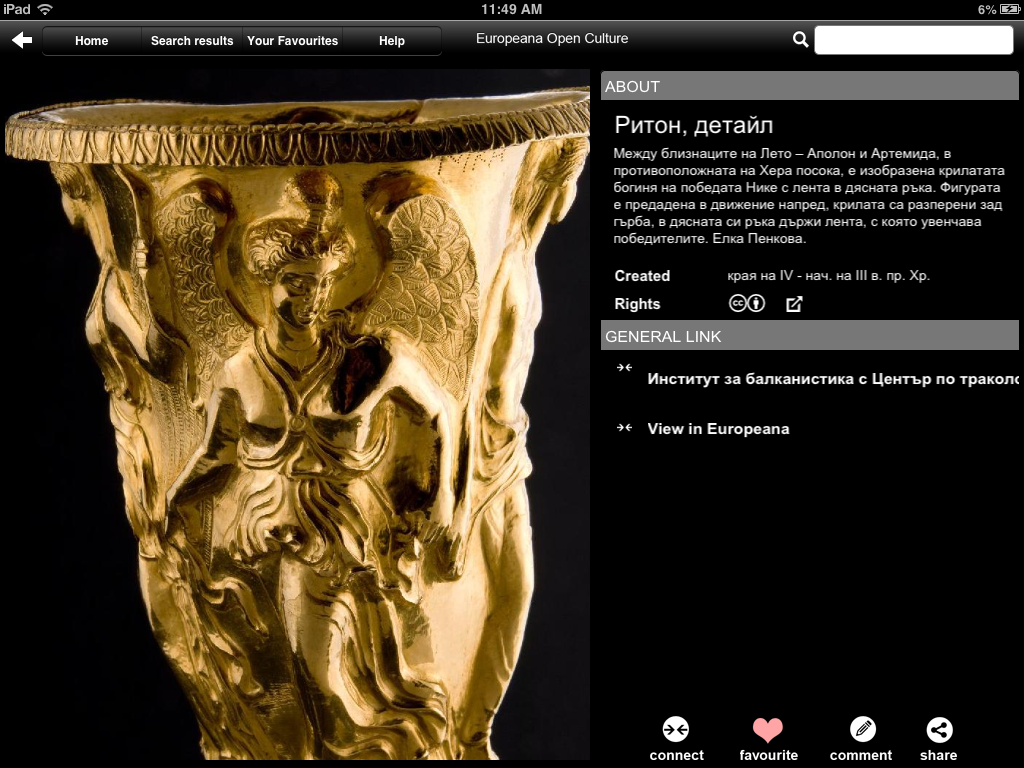 iPad
11:49 AM
6%
Home
Search results
Your Favourites
Help
Europeana Open Culture
ABOUT
Ритон, детайл
Между близнаците на Лето – Аполон и Артемида, в
противоположната на Хера посока, е изобразена крилатата
богиня на победата Нике с лента в дясната ръка. Фигурата
е предадена в движение напред, крилата са разперени зад
гърба, в дясната си ръка държи лента, с която увенчава
победителите. Елка Пенкова.
Created
края на IV - нач. на III в. пр. Хр.
Rights
cc
GENERAL LINK
Институт за балканистика с Център по тракол
View in Europeana
connect
favourite
comment
share